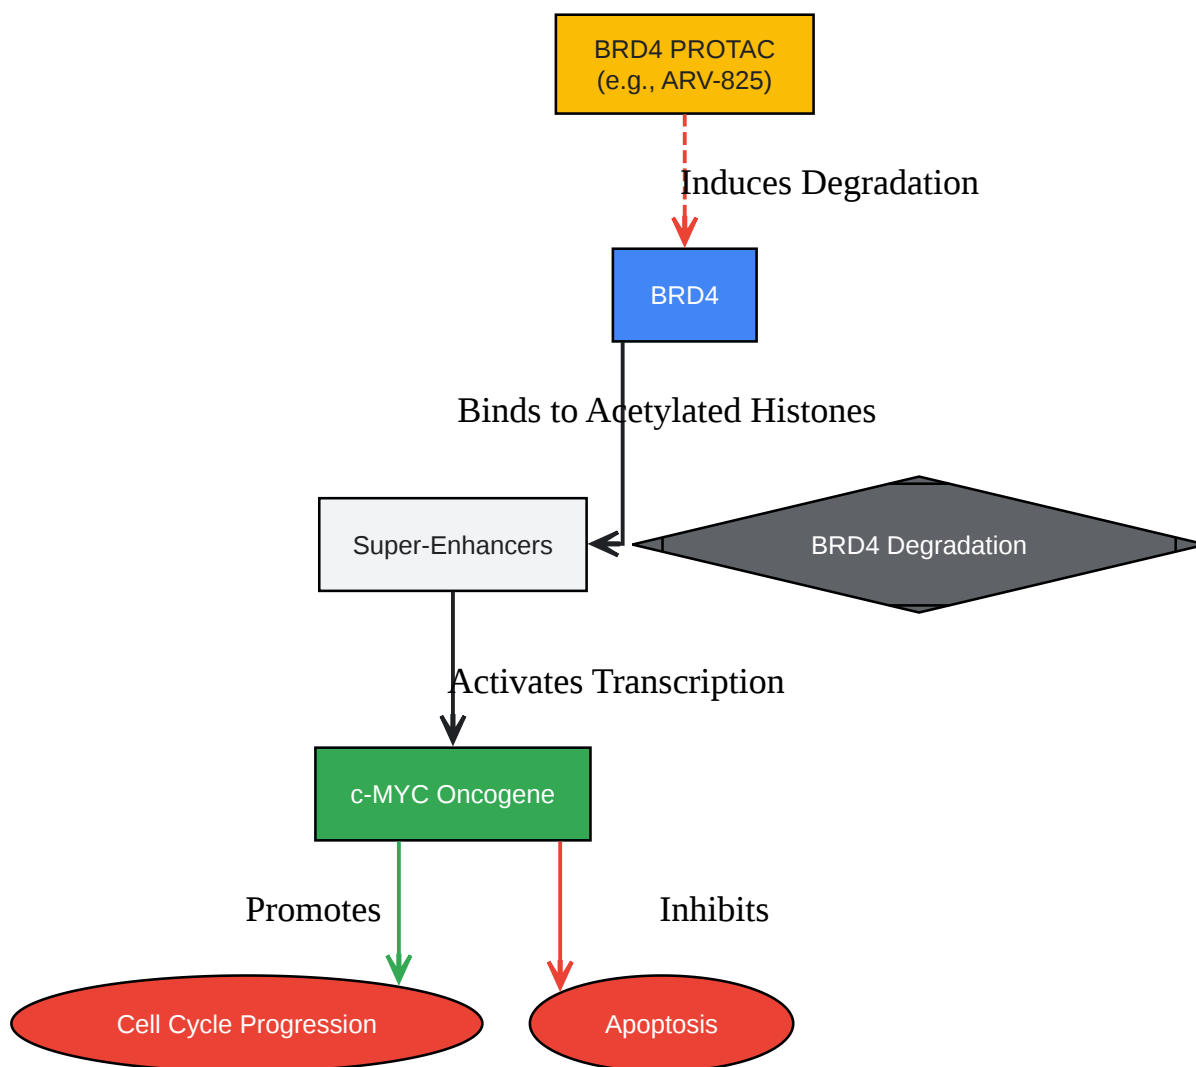 BRD4 PROTAC
(e.g., ARV-825)
Induces Degradation
BRD4
Binds to Acetylated Histones
Super-Enhancers
BRD4 Degradation
Activates Transcription
c-MYC Oncogene
Promotes
Inhibits
Cell Cycle Progression
Apoptosis